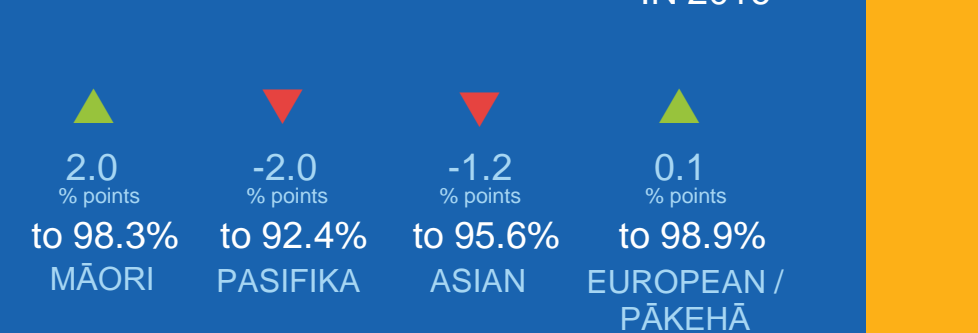 2.0 -2.0 -1.2 0.1
% points % points % points % points
to 98.3% to 92.4% to 95.6% to 98.9%
MĀORI PASIFIKA ASIAN EUROPEAN /
PĀKEHĀ